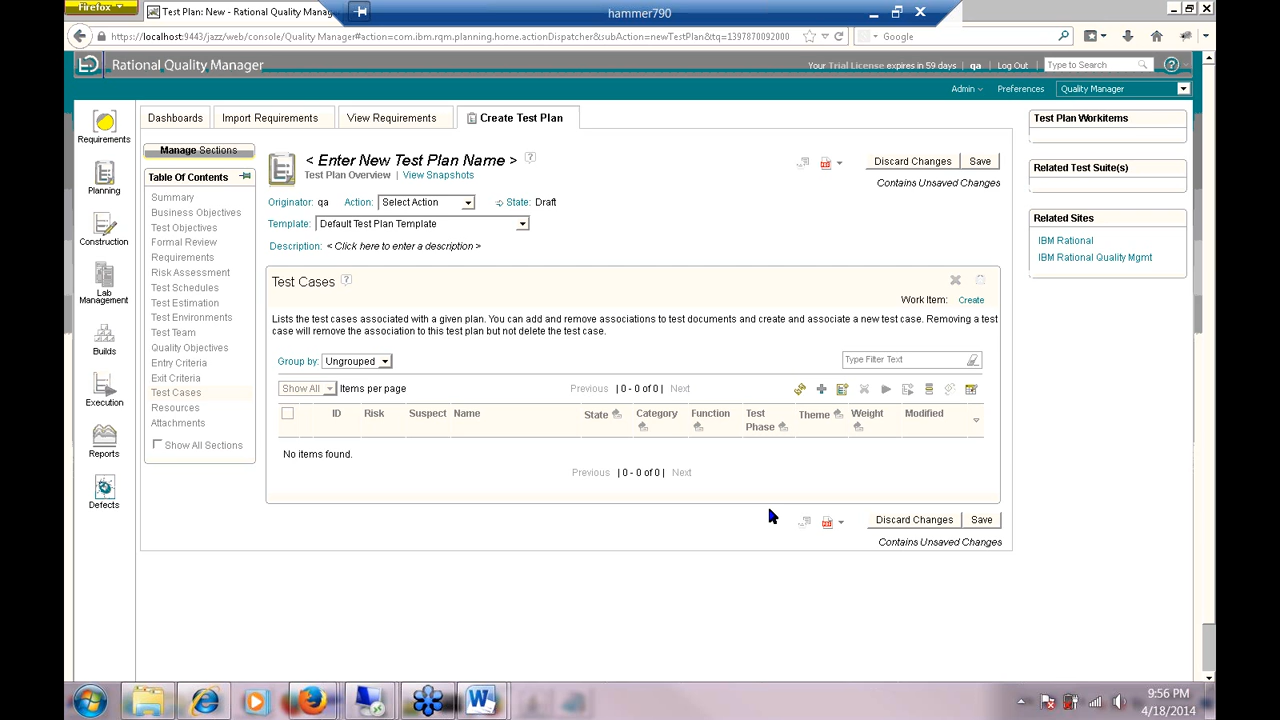 Firefox
Test Plan: New - Rational Quality Manag
hammer790
https://localhost:9443/jazz/web/console/Quality Manager#action=com.ibm.rqm.planning.home.actionDispatcher&subAction=newTestPlan&tq=1397870092000
Google
Rational Quality Manager
Your Trial License expires in 59 days
qa
Log Out
Type to Search
Admin
Preferences
Quality Manager
Requirements
Planning
Construction
Lab Management
Builds
Execution
Reports
Defects
Dashboards
Import Requirements
View Requirements
Create Test Plan
Manage Sections
Table Of Contents
Summary
Business Objectives
Test Objectives
Formal Review
Requirements
Risk Assessment
Test Schedules
Test Estimation
Test Environments
Test Team
Quality Objectives
Entry Criteria
Exit Criteria
Test Cases
Resources
Attachments
Show All Sections
< Enter New Test Plan Name >
Test Plan Overview
View Snapshots
Discard Changes
Save
Contains Unsaved Changes
Originator: qa
Action: Select Action
State: Draft
Template: Default Test Plan Template
Description: < Click here to enter a description >
Test Cases
Work Item: Create
Lists the test cases associated with a given plan. You can add and remove associations to test documents and create and associate a new test case. Removing a test
case will remove the association to this test plan but not delete the test case.
Group by: Ungrouped
Type Filter Text
Show All Items per page
Previous | 0 - 0 of 0 | Next
ID Risk Suspect Name State Category Function Test Phase Theme Weight Modified
No items found.
Previous | 0 - 0 of 0 | Next
Discard Changes
Save
Contains Unsaved Changes
Test Plan Workitems
Related Test Suite(s)
Related Sites
IBM Rational
IBM Rational Quality Mgmt
9:56 PM
4/18/2014